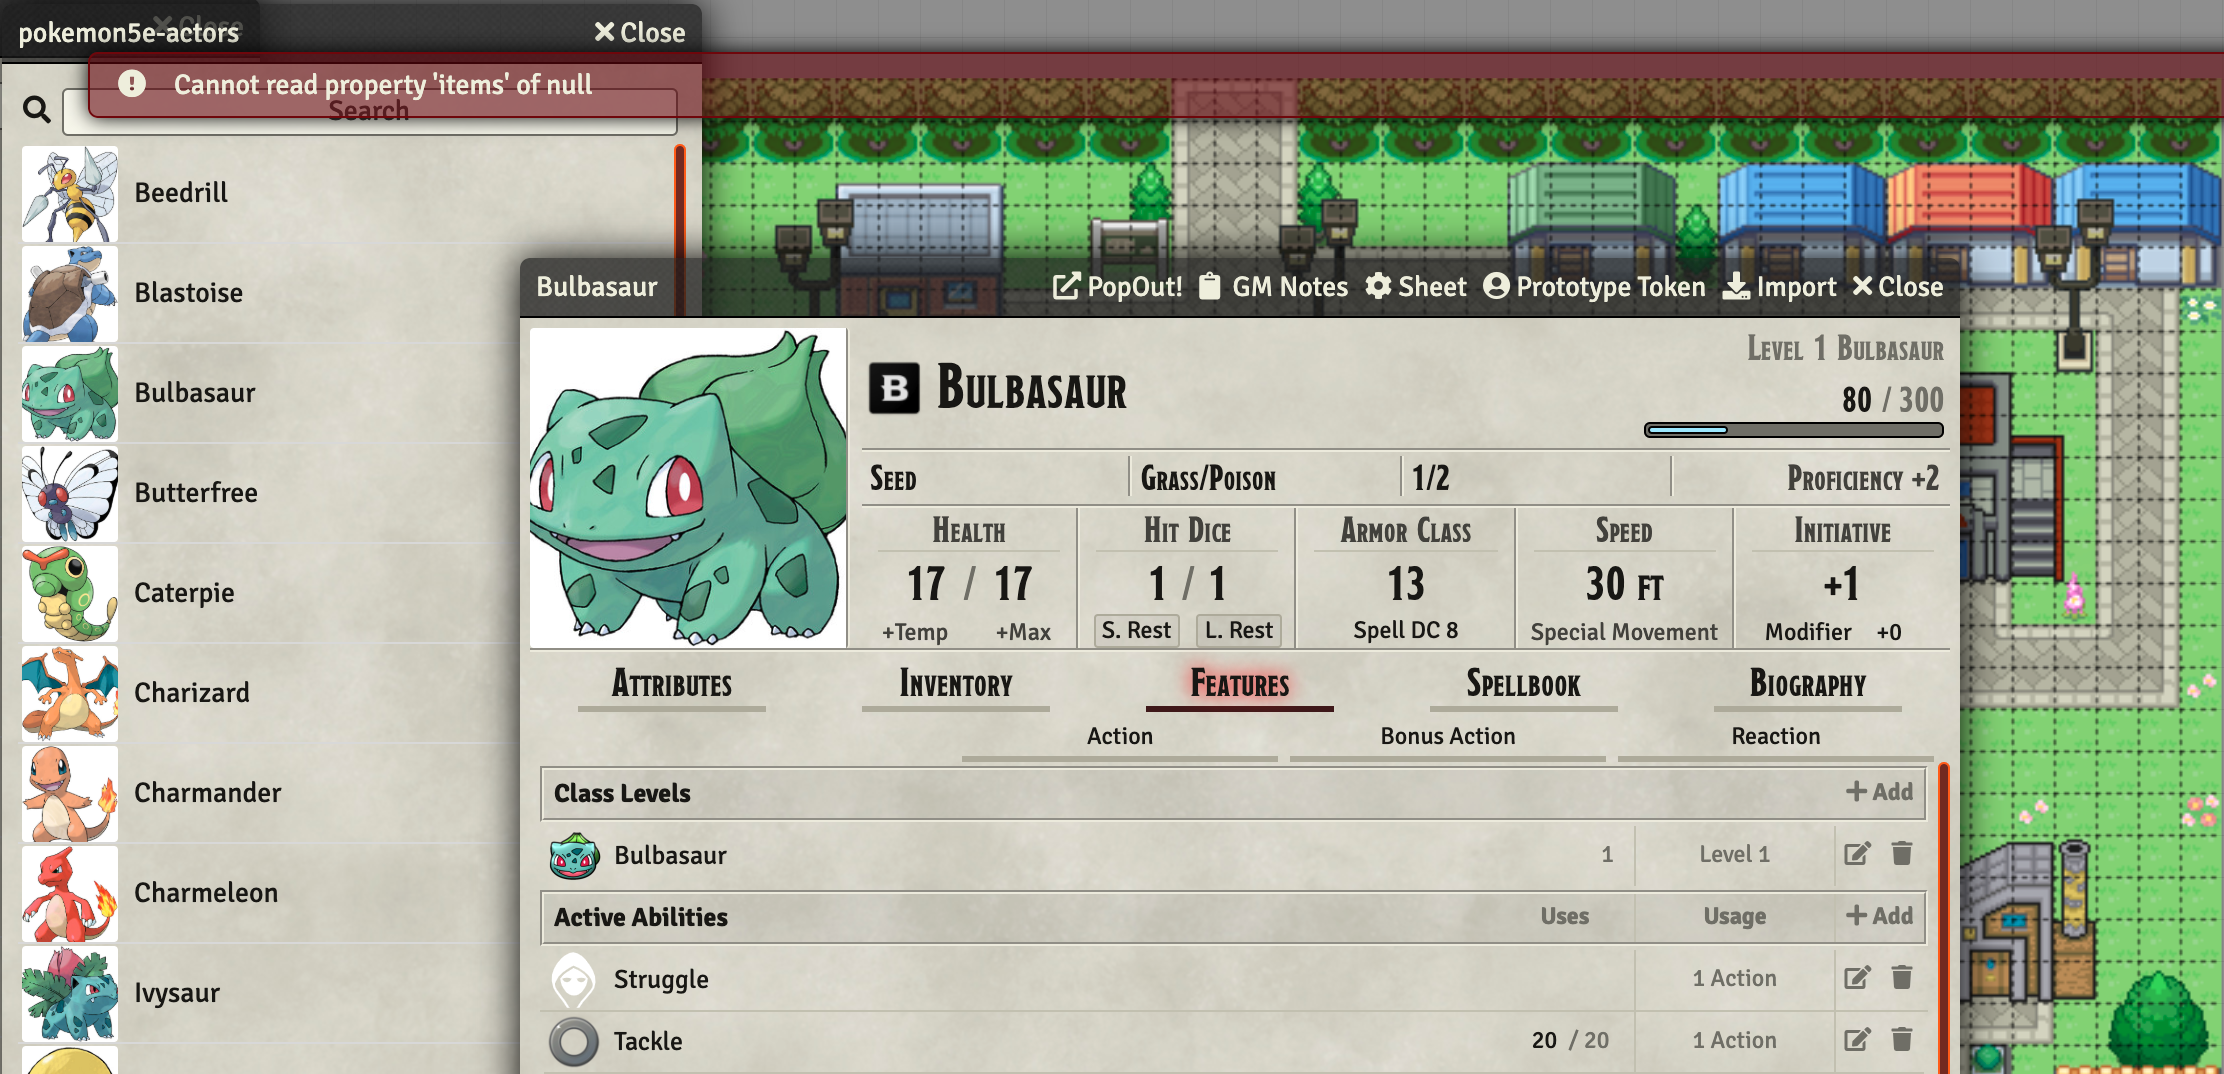 pokemon5e-actors
Close
Close
Cannot read property 'items' of null
Search
Beedrill
Blastoise
Bulbasaur
Butterfree
Caterpie
Charizard
Charmander
Charmeleon
Ivysaur
Bulbasaur
PopOut! GM Notes Sheet Prototype Token Import Close
Level 1 Bulbasaur
B Bulbasaur
80 / 300
Seed Grass/Poison 1/2 Proficiency +2
Health Hit Dice Armor Class Speed Initiative
17 / 17 1 / 1 13 30 ft +1
+Temp +Max S. Rest L. Rest Spell DC 8 Special Movement Modifier +0
Attributes Inventory Features Spellbook Biography
Action Bonus Action Reaction
Class Levels + Add
Bulbasaur 1 Level 1
Active Abilities Uses Usage + Add
Struggle 1 Action
Tackle 20 / 20 1 Action